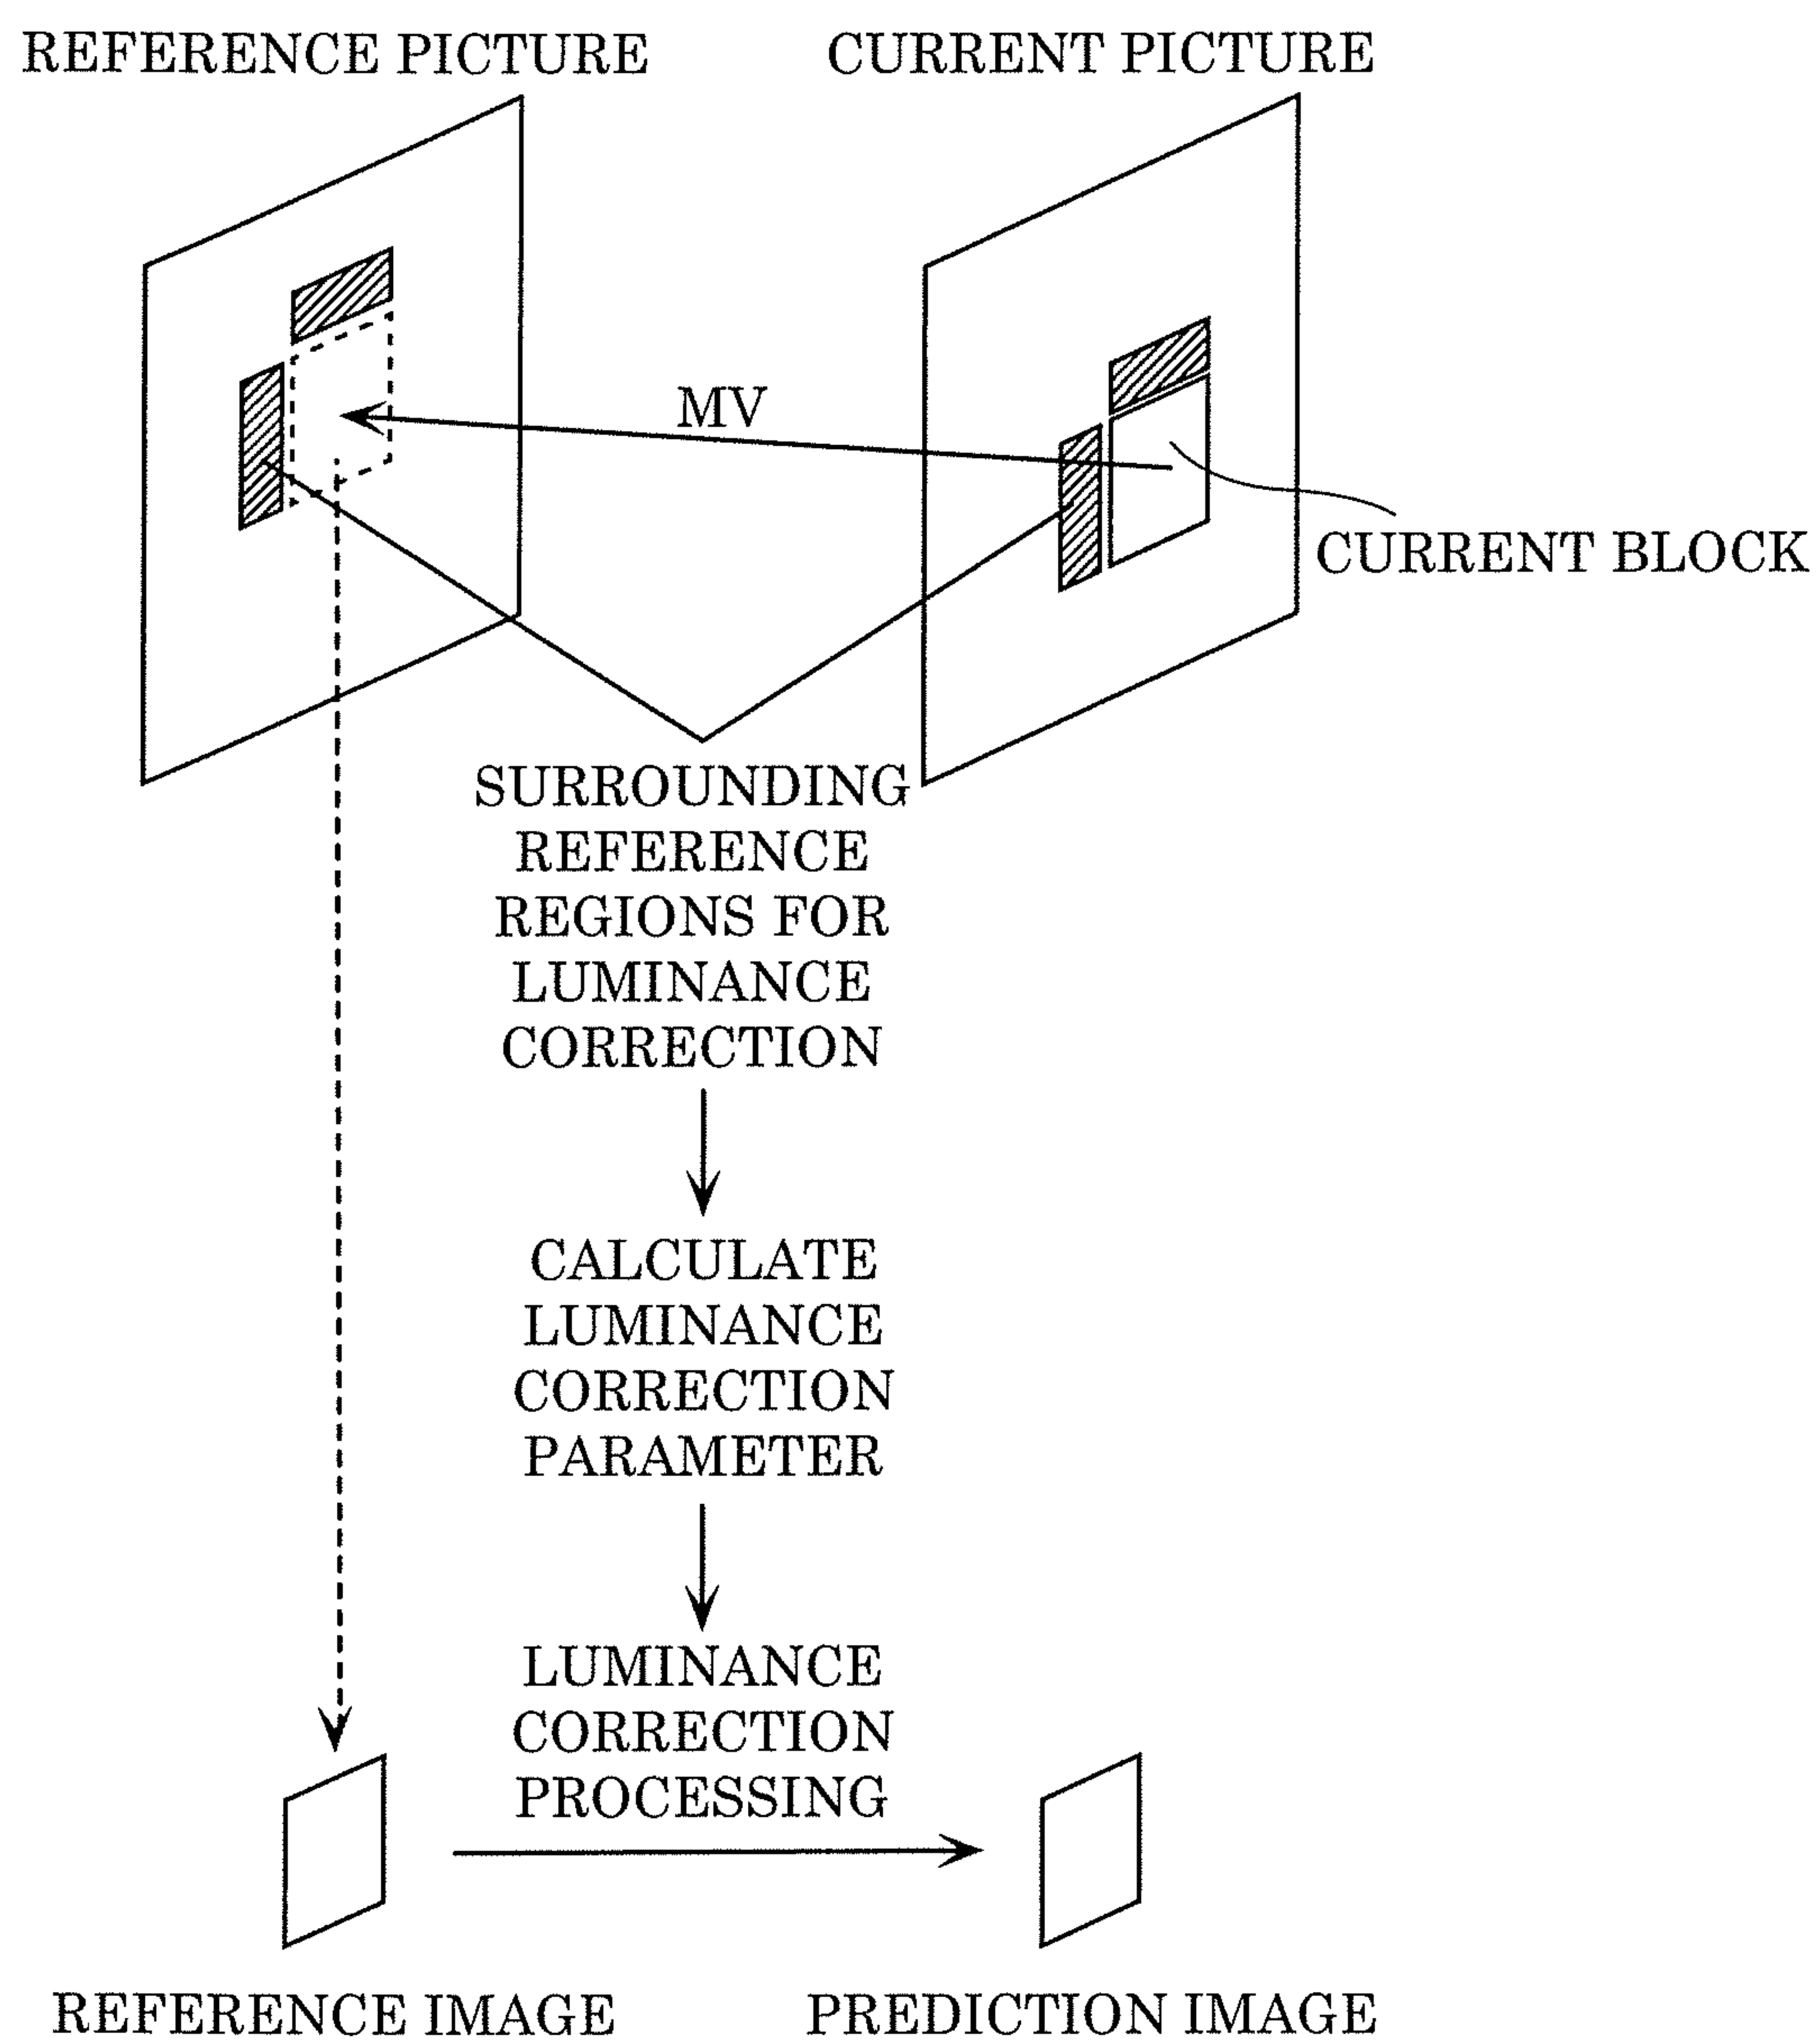 REFERENCE PICTURE
CURRENT PICTURE
MV
CURRENT BLOCK
SURROUNDING
REFERENCE
REGIONS FOR
LUMINANCE
CORRECTION
CALCULATE
LUMINANCE
CORRECTION
PARAMETER
LUMINANCE
CORRECTION
PROCESSING
REFERENCE IMAGE
PREDICTION IMAGE